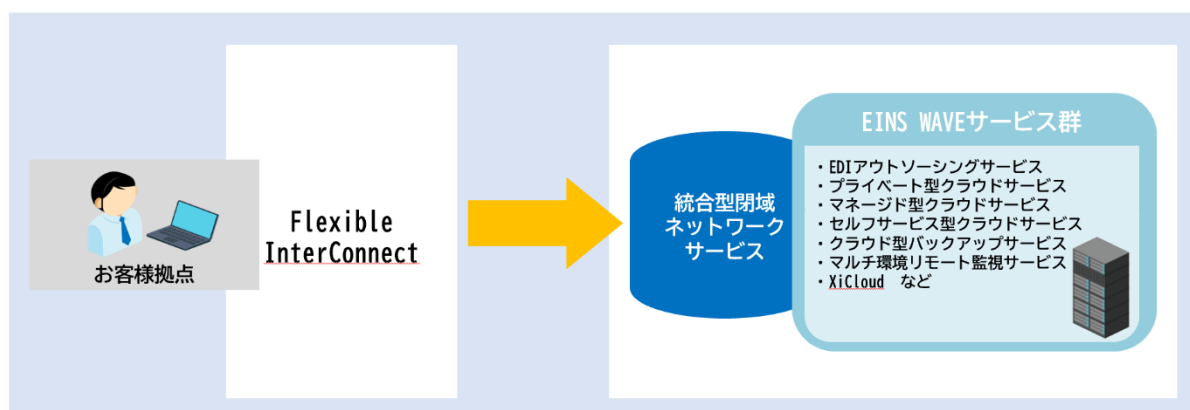 お客様拠点
Flexible
InterConnect
統合型閉域
ネットワーク
サービス
EINS WAVEサービス群
・EDIアウトソーシングサービス
・プライベート型クラウドサービス
・マネージド型クラウドサービス
・セルフサービス型クラウドサービス
・クラウド型バックアップサービス
・マルチ環境リモート監視サービス
・XiCloud など